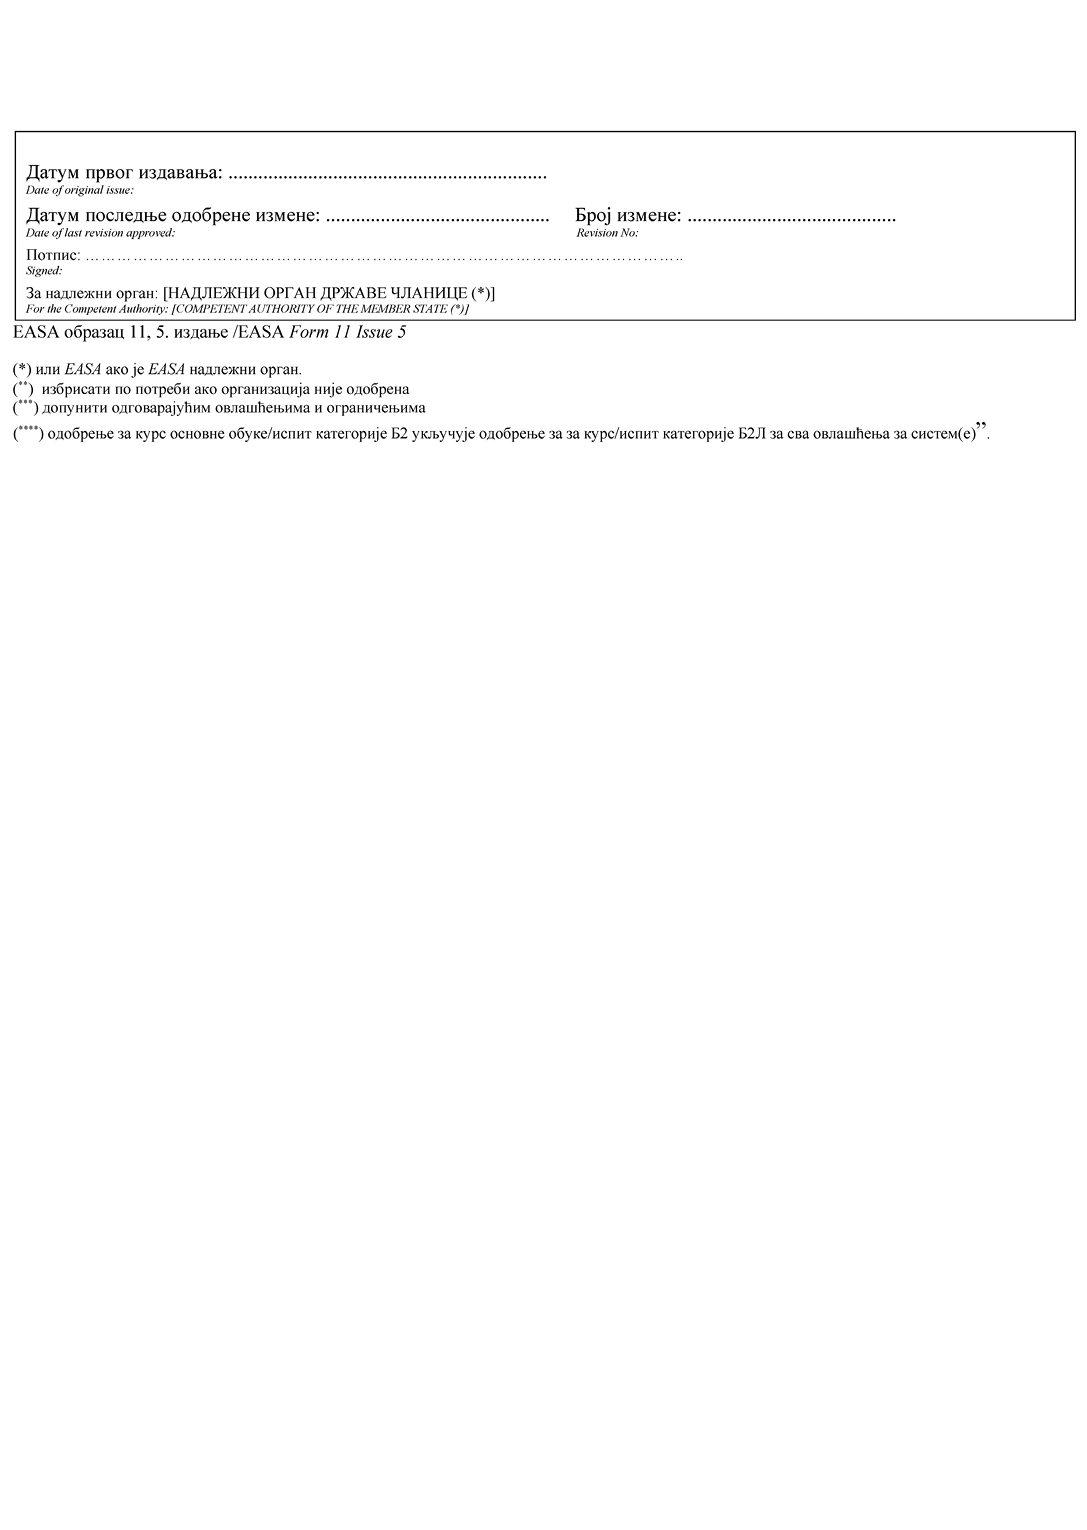 Датум првог издавања: ................................................................
Date of original issue:
Датум последње одобрене измене: ............................................. Број измене: ..........................................
Date of last revision approved: Revision No:
Потпис: ………………………………………………………………………………………………..
Signed:
За надлежни орган: [НАДЛЕЖНИ ОРГАН ДРЖАВЕ ЧЛАНИЦЕ (*)]
For the Competent Authority: [COMPETENT AUTHORITY OF THE MEMBER STATE (*)]
EASA образац 11, 5. издање /EASA Form 11 Issue 5
(*) или EASA ако је EASA надлежни орган.
(**) избрисати по потреби ако организација није одобрена
(***) допунити одговарајућим овлашћењима и ограничењима
(****) одобрење за курс основне обуке/испит категорије Б2 укључује одобрење за за курс/испит категорије Б2Л за сва овлашћења за систем(е)”.